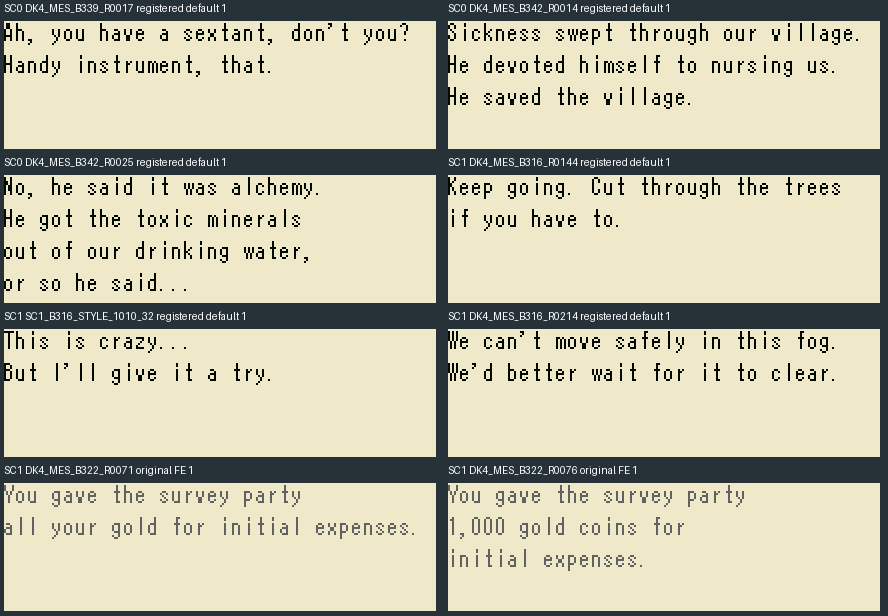 SC0 DK4_MES_B339_R0017 registered default 1
Ah, you have a sextant, don't you?
Handy instrument, that.
SC0 DK4_MES_B342_R0014 registered default 1
Sickness swept through our village.
He devoted himself to nursing us.
He saved the village.
SC0 DK4_MES_B342_R0025 registered default 1
No, he said it was alchemy.
He got the toxic minerals
out of our drinking water,
or so he said...
SC1 DK4_MES_B316_R0144 registered default 1
Keep going. Cut through the trees
if you have to.
SC1 SC1_B316_STYLE_1010_32 registered default 1
This is crazy...
But I'll give it a try.
SC1 DK4_MES_B316_R0214 registered default 1
We can't move safely in this fog.
We'd better wait for it to clear.
SC1 DK4_MES_B322_R0071 original FE 1
You gave the survey party
all your gold for initial expenses.
SC1 DK4_MES_B322_R0076 original FE 1
You gave the survey party
1,000 gold coins for
initial expenses.